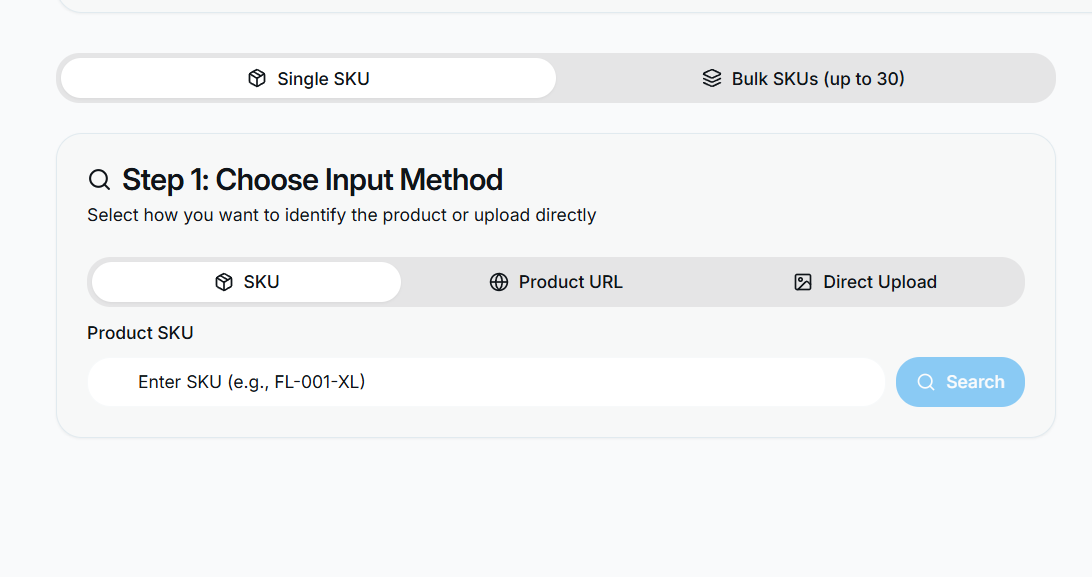 Single SKU
Bulk SKUs (up to 30)
Step 1: Choose Input Method
Select how you want to identify the product or upload directly
SKU
Product URL
Direct Upload
Product SKU
Enter SKU (e.g., FL-001-XL)
Search